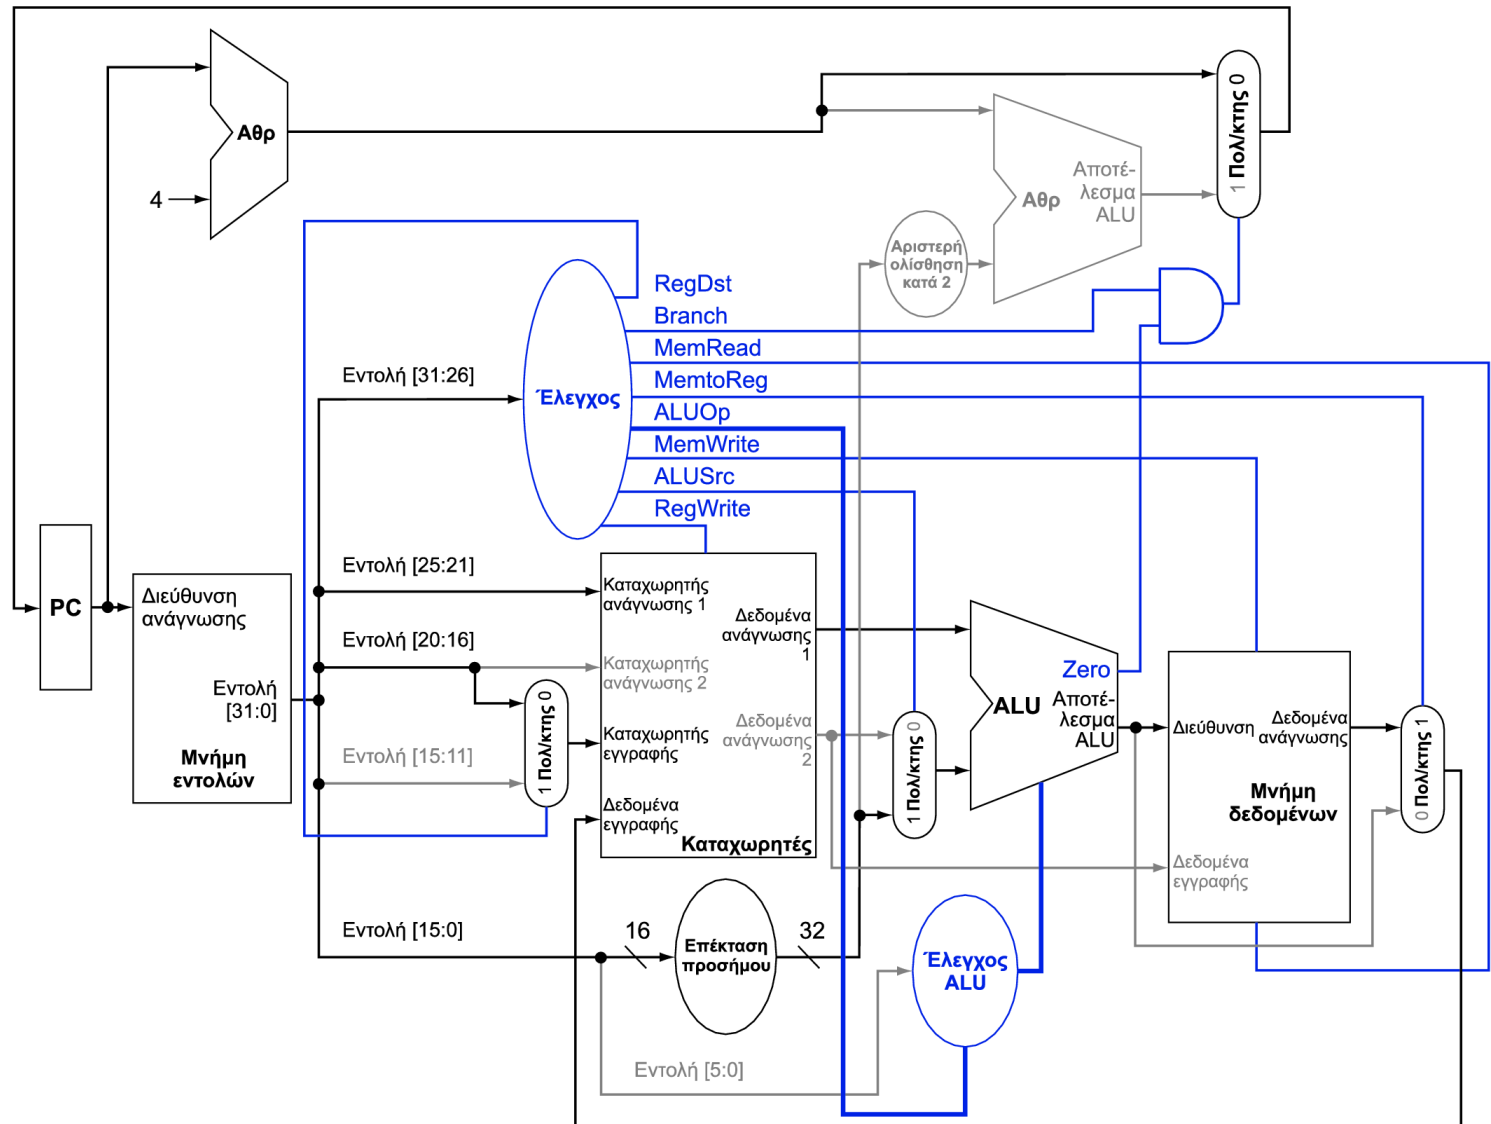 Αθρ
4
1 Πολ/κτης 0
Αποτέ-
λεσμα
ALU
Αθρ
Αριστερή
ολίσθηση
κατά 2
RegDst
Branch
MemRead
MemtoReg
ALUOp
MemWrite
ALUSrc
RegWrite
Έλεγχος
Εντολή [31:26]
Εντολή [25:21]
Εντολή [20:16]
Εντολή [15:11]
Εντολή [15:0]
PC
Διεύθυνση
ανάγνωσης
Εντολή
[31:0]
Μνήμη
εντολών
1 Πολ/κτης 0
Καταχωρητής
ανάγνωσης 1
Καταχωρητής
ανάγνωσης 2
Καταχωρητής
εγγραφής
Δεδομένα
εγγραφής
Δεδομένα
ανάγνωσης
1
Δεδομένα
ανάγνωσης
2
Καταχωρητές
1 Πολ/κτης 0
Zero
ALU
Αποτέ-
λεσμα
ALU
Διεύθυνση
Δεδομένα
ανάγνωσης
Μνήμη
δεδομένων
Δεδομένα
εγγραφής
0 Πολ/κτης 1
16
Επέκταση
προσήμου
32
Έλεγχος
ALU
Εντολή [5:0]